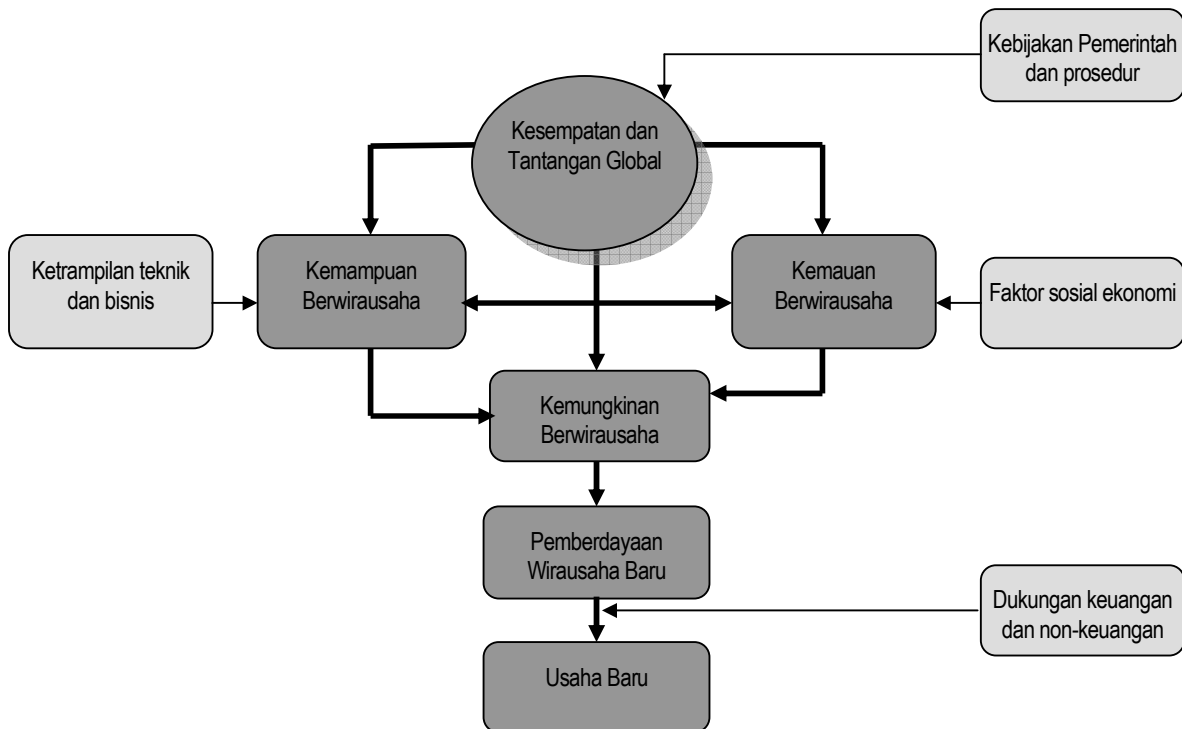 Kebijakan Pemerintah
dan prosedur
Kesempatan dan
Tantangan Global
Ketrampilan teknik
dan bisnis
Kemampuan
Berwirausaha
Kemauan
Berwirausaha
Faktor sosial ekonomi
Kemungkinan
Berwirausaha
Pemberdayaan
Wirausaha Baru
Dukungan keuangan
dan non-keuangan
Usaha Baru